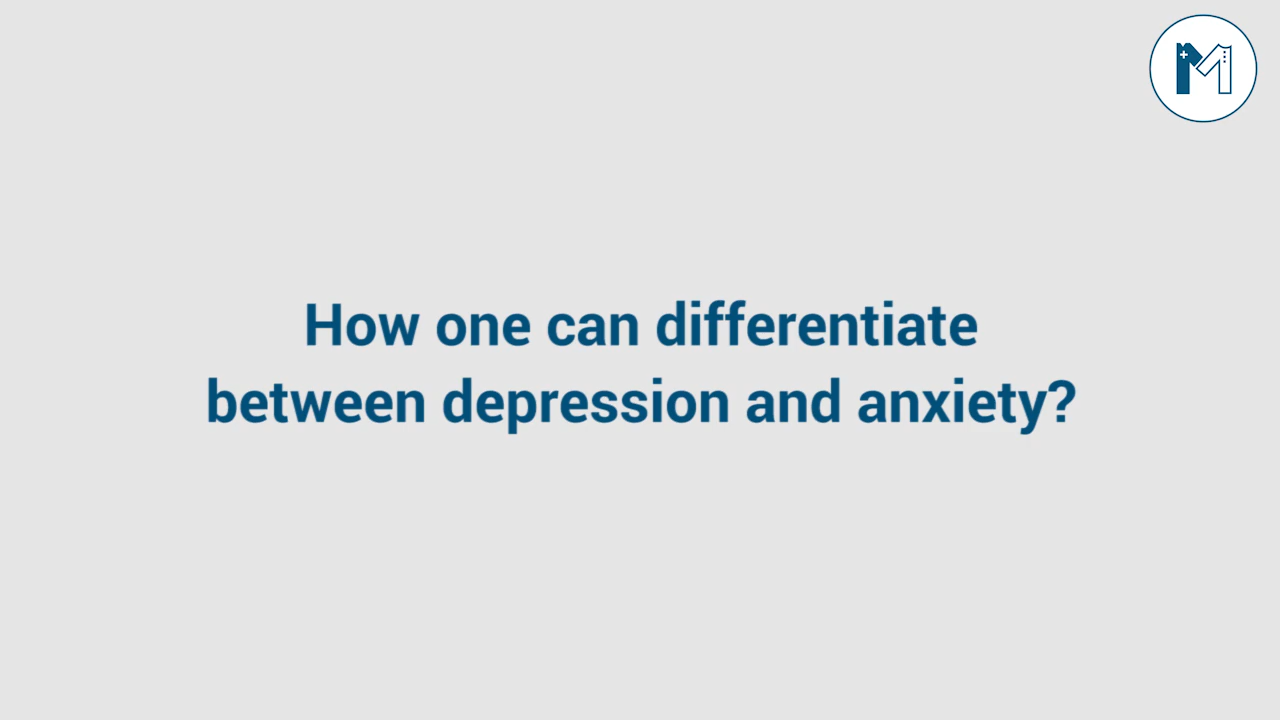 How one can differentiate
between depression and anxiety?